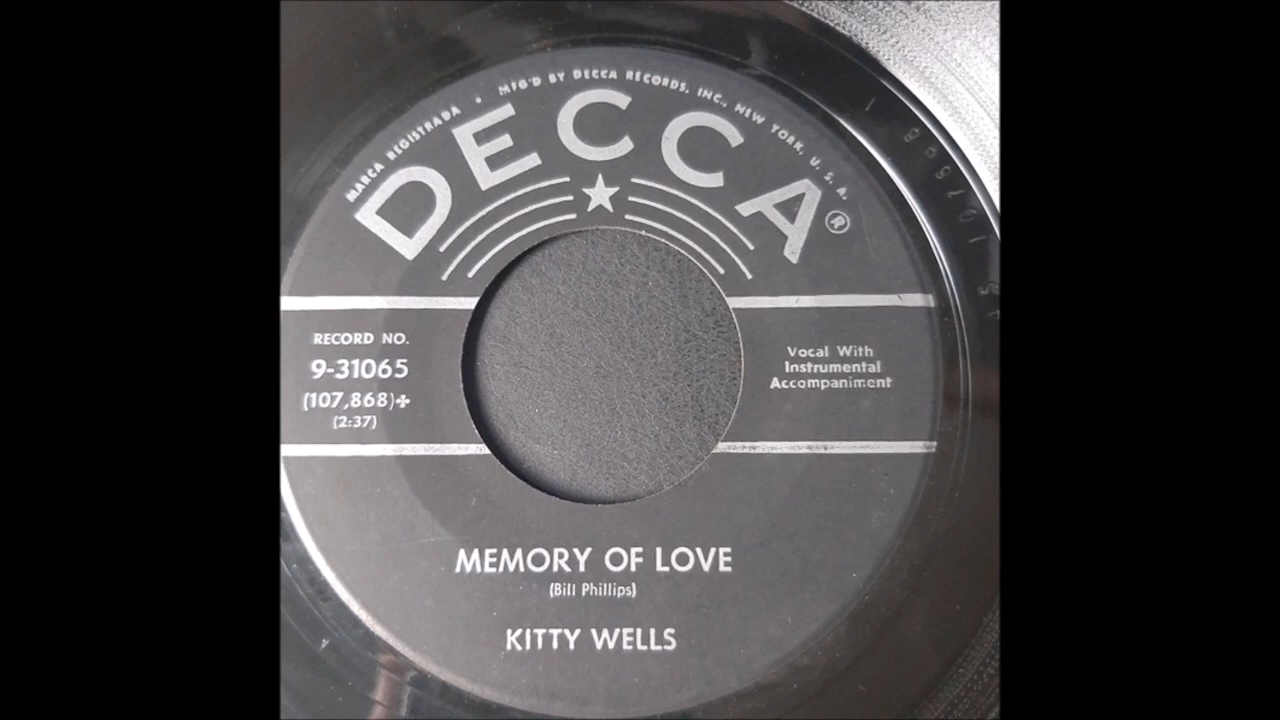 MARCA REGISTRADA • MFG'D BY DECCA RECORDS, INC., NEW YORK, U. S. A.
DECCA®
RECORD NO.
9-31065
(107,868)✤
(2:37)
Vocal With
Instrumental
Accompaniment
MEMORY OF LOVE
(Bill Phillips)
KITTY WELLS